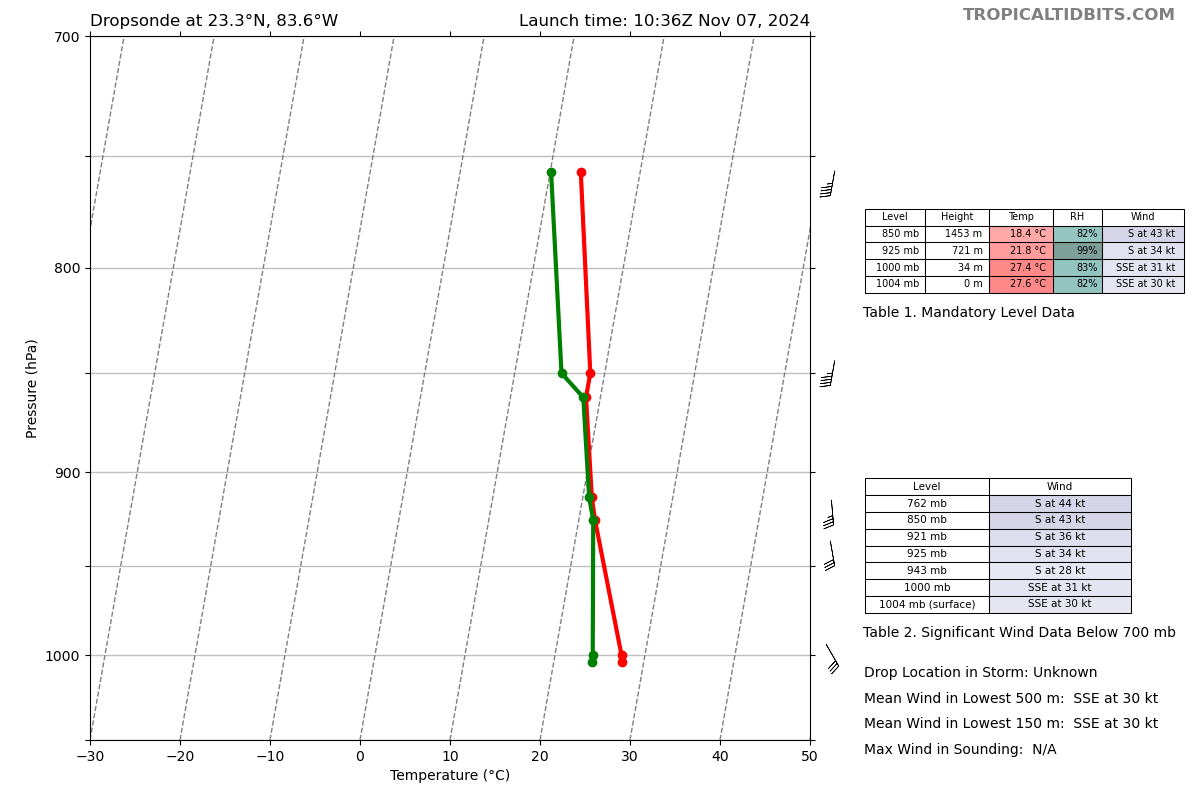 TROPICALTIDBITS.COM
Dropsonde at 23.3°N, 83.6°W Launch time: 10:36Z Nov 07, 2024
700
800
900
1000
Pressure (hPa)
−30 −20 −10 0 10 20 30 40 50
Temperature (°C)
Level Height Temp RH Wind
850 mb 1453 m 18.4 °C 82% S at 43 kt
925 mb 721 m 21.8 °C 99% S at 34 kt
1000 mb 34 m 27.4 °C 83% SSE at 31 kt
1004 mb 0 m 27.6 °C 82% SSE at 30 kt
Table 1. Mandatory Level Data
Level Wind
762 mb S at 44 kt
850 mb S at 43 kt
921 mb S at 36 kt
925 mb S at 34 kt
943 mb S at 28 kt
1000 mb SSE at 31 kt
1004 mb (surface) SSE at 30 kt
Table 2. Significant Wind Data Below 700 mb
Drop Location in Storm: Unknown
Mean Wind in Lowest 500 m: SSE at 30 kt
Mean Wind in Lowest 150 m: SSE at 30 kt
Max Wind in Sounding: N/A